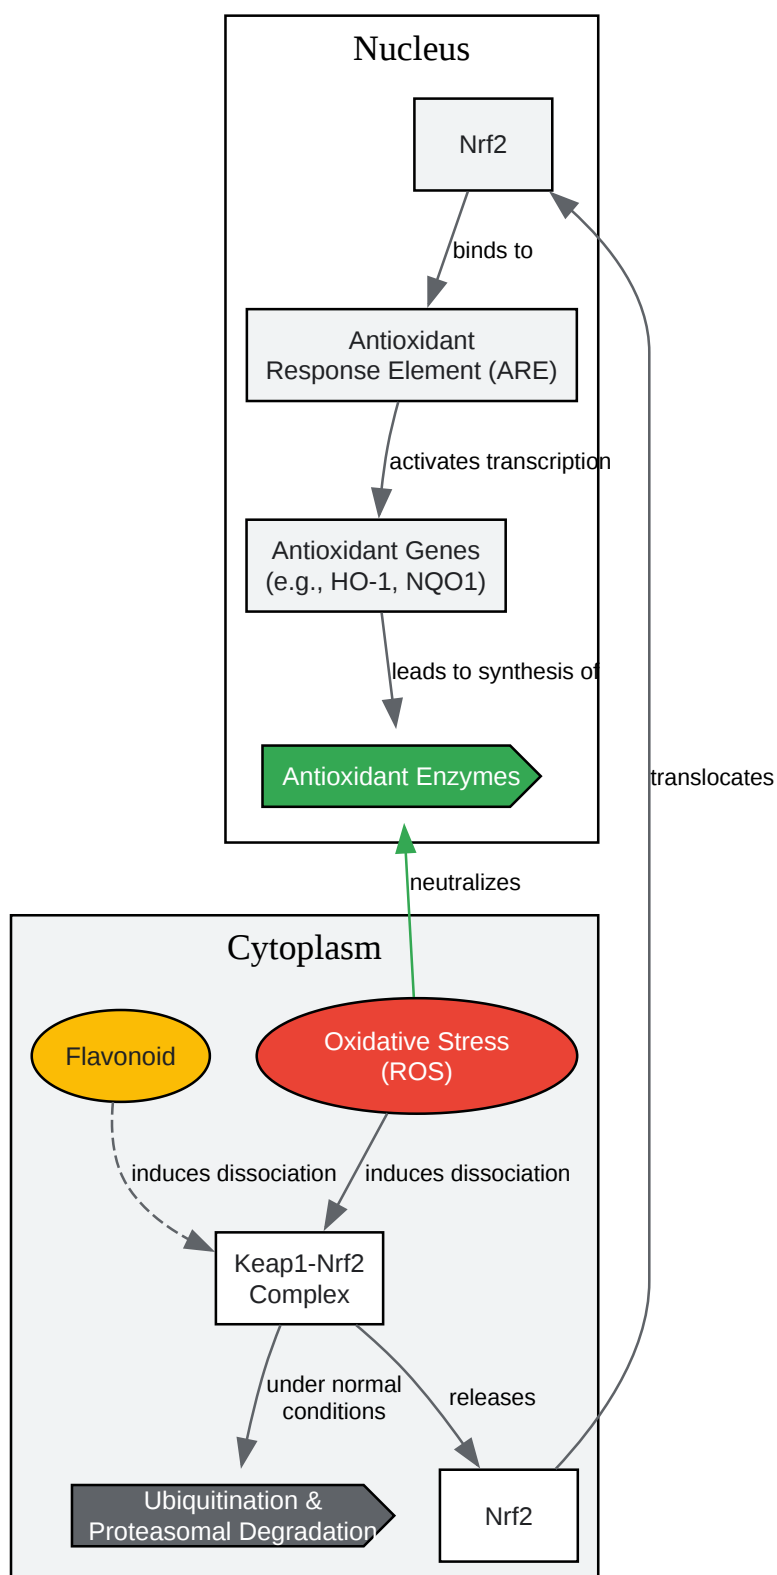 Nucleus
Nrf2
binds to
Antioxidant
Response Element (ARE)
activates transcription
Antioxidant Genes
(e.g., HO-1, NQO1)
leads to synthesis of
Antioxidant Enzymes
translocates
neutralizes
Cytoplasm
Flavonoid
Oxidative Stress
(ROS)
induces dissociation
induces dissociation
Keap1-Nrf2
Complex
under normal
conditions
releases
Ubiquitination &
Proteasomal Degradation
Nrf2